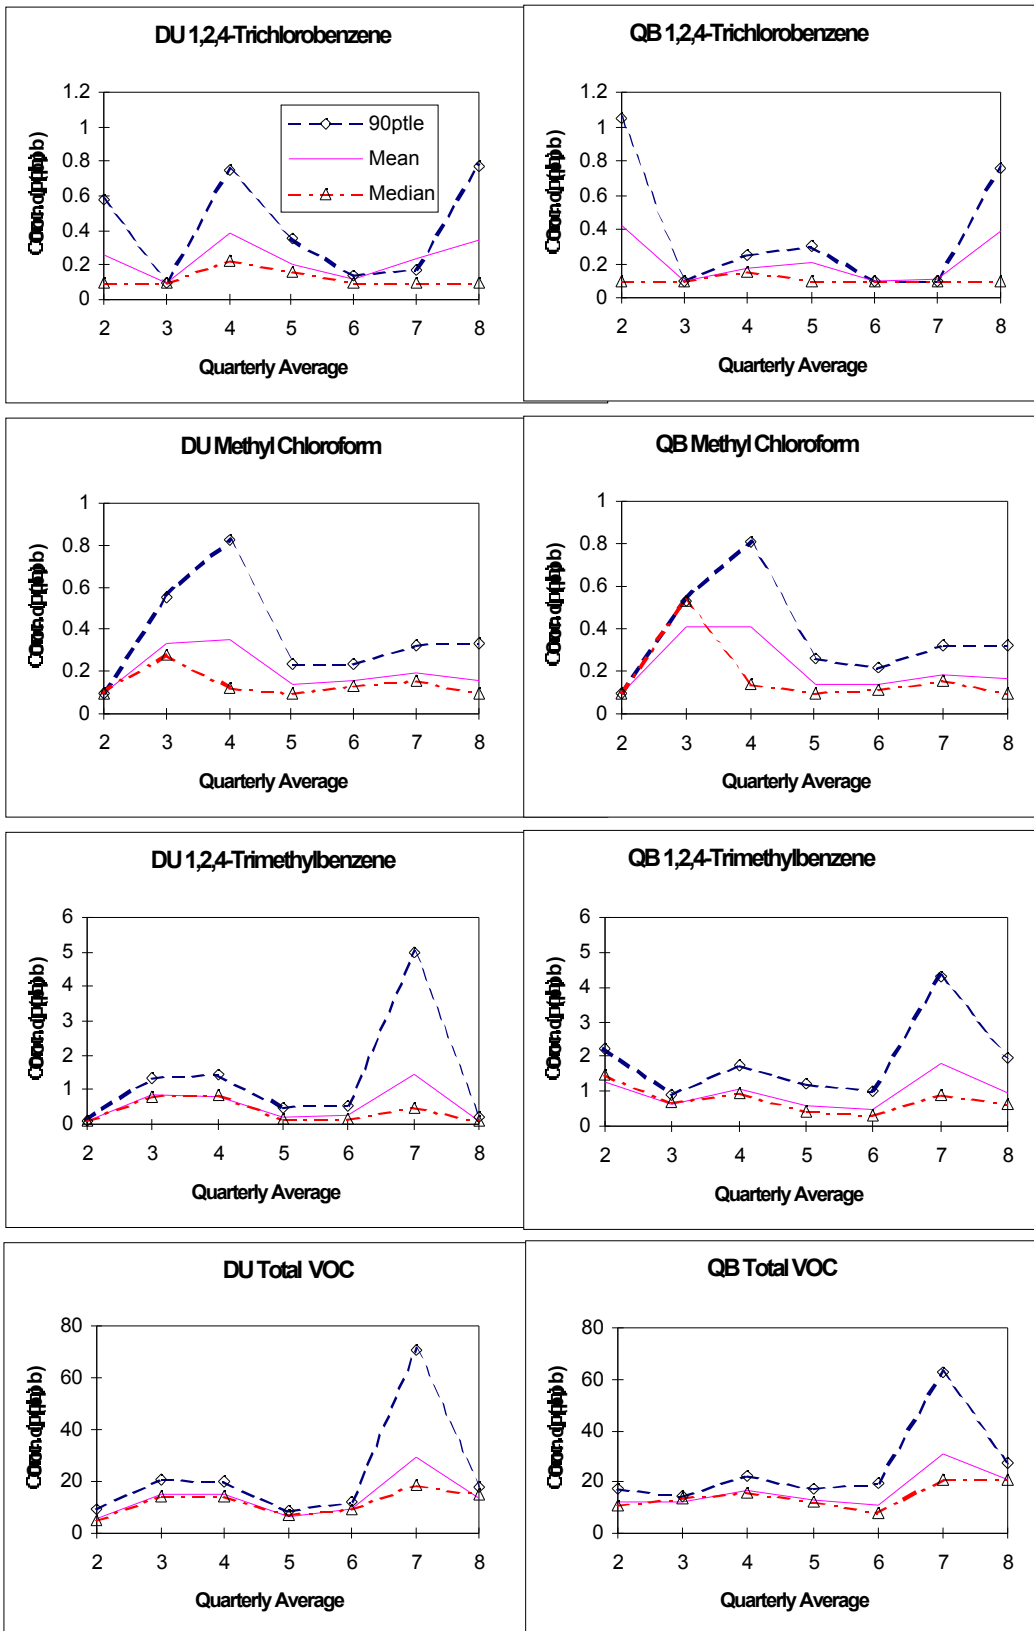 DU 1,2,4-Trichlorobenzene
1.2
1
0.8
0.6
0.4
0.2
0
90ptle
Mean
Median
2 3 4 5 6 7 8
Quarterly Average
QB 1,2,4-Trichlorobenzene
1.2
1
0.8
0.6
0.4
0.2
0
2 3 4 5 6 7 8
Quarterly Average
DU Methyl Chloroform
1
0.8
0.6
0.4
0.2
0
2 3 4 5 6 7 8
Quarterly Average
QB Methyl Chloroform
1
0.8
0.6
0.4
0.2
0
2 3 4 5 6 7 8
Quarterly Average
DU 1,2,4-Trimethylbenzene
6
5
4
3
2
1
0
2 3 4 5 6 7 8
Quarterly Average
QB 1,2,4-Trimethylbenzene
6
5
4
3
2
1
0
2 3 4 5 6 7 8
Quarterly Average
DU Total VOC
80
60
40
20
0
2 3 4 5 6 7 8
Quarterly Average
QB Total VOC
80
60
40
20
0
2 3 4 5 6 7 8
Quarterly Average